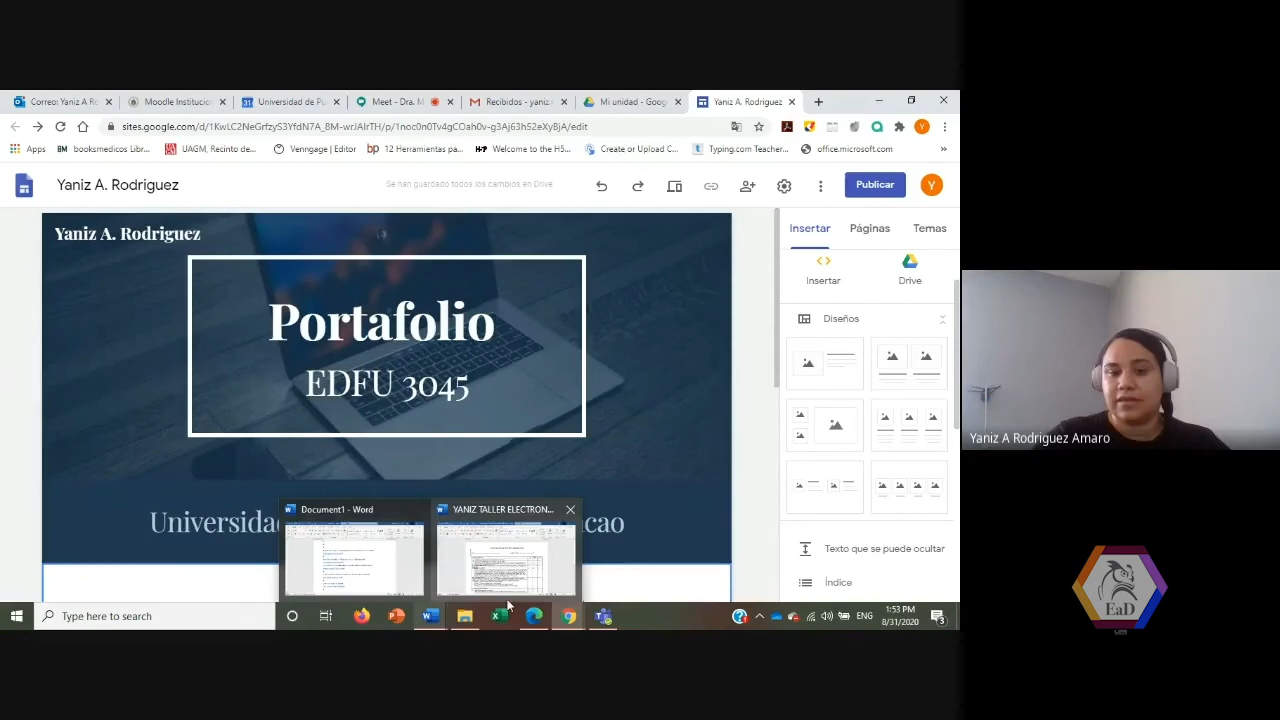 Correo: Yaniz A Ro
Moodle Institucion
Universidad de Pu
Meet - Dra. M
Recibidos - yaniz.
Mi unidad - Goog
Yaniz A. Rodriguez
sites.google.com/d/1KwLC2NeGrfzyS3YfdN7A_8M-wrJAIrTH/p/1noc0n0Tv4gCOah0v-g3Aj63h52eXyBjA/edit
Apps
booksmedicos Libr...
UAGM, Recinto de...
Venngage | Editor
12 Herramientas pa...
Welcome to the H5...
Create or Upload C...
Typing.com Teacher...
office.microsoft.com
Yaniz A. Rodriguez
Se han guardado todos los cambios en Drive.
Publicar
Y
Yaniz A. Rodriguez
Portafolio
EDFU 3045
Universida
acao
Insertar
Páginas
Temas
Insertar
Drive
Diseños
Texto que se puede ocultar
Índice
Document1 - Word
YANIZ TALLER ELECTRON...
Type here to search
ENG
1:53 PM
8/31/2020
3
Yaniz A Rodriguez Amaro
EaD